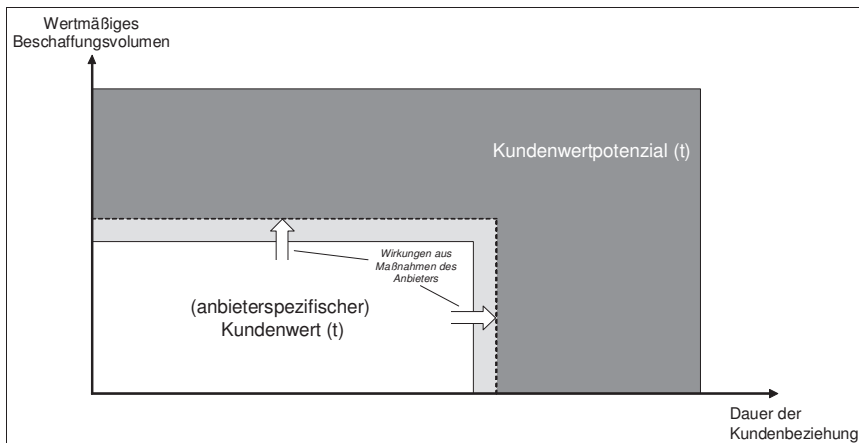 Wertmäßiges
Beschaffungsvolumen
Kundenwertpotenzial (t)
Wirkungen aus
Maßnahmen des
Anbieters
(anbieterspezifischer)
Kundenwert (t)
Dauer der
Kundenbeziehung